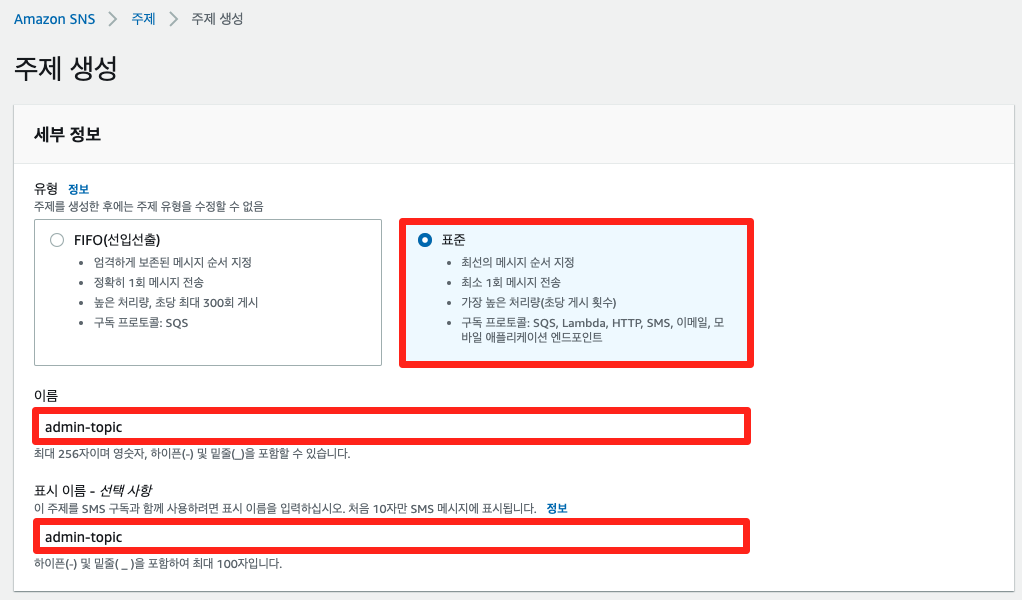 Amazon SNS > 주제 > 주제 생성
주제 생성
세부 정보
유형 정보
주제를 생성한 후에는 주제 유형을 수정할 수 없음
FIFO(선입선출)
• 엄격하게 보존된 메시지 순서 지정
• 정확히 1회 메시지 전송
• 높은 처리량, 초당 최대 300회 게시
• 구독 프로토콜: SQS
표준
• 최선의 메시지 순서 지정
• 최소 1회 메시지 전송
• 가장 높은 처리량(초당 게시 횟수)
• 구독 프로토콜: SQS, Lambda, HTTP, SMS, 이메일, 모
바일 애플리케이션 엔드포인트
이름
admin-topic
최대 256자이며 영숫자, 하이픈(-) 및 밑줄(_)을 포함할 수 있습니다.
표시 이름 - 선택 사항
이 주제를 SMS 구독과 함께 사용하려면 표시 이름을 입력하십시오. 처음 10자만 SMS 메시지에 표시됩니다. 정보
admin-topic
하이픈(-) 및 밑줄( _ )을 포함하여 최대 100자입니다.